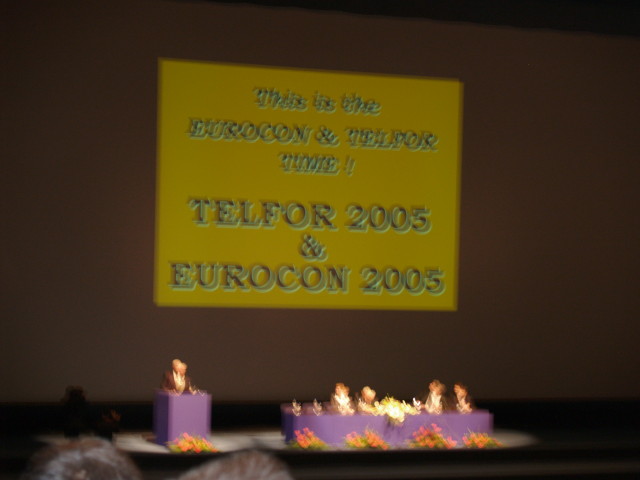 This is the
EUROCON & TELFOR
TIME !
TELFOR 2005
&
EUROCON 2005